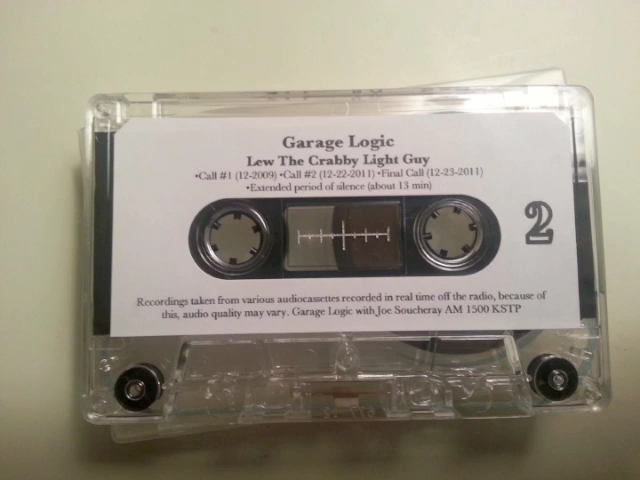 Garage Logic
Lew The Crabby Light Guy
•Call #1 (12-2009) •Call #2 (12-22-2011) •Final Call (12-23-2011)
•Extended period of silence (about 13 min)
2
Recordings taken from various audiocassettes recorded in real time off the radio, because of
this, audio quality may vary. Garage Logic with Joe Soucheray AM 1500 KSTP